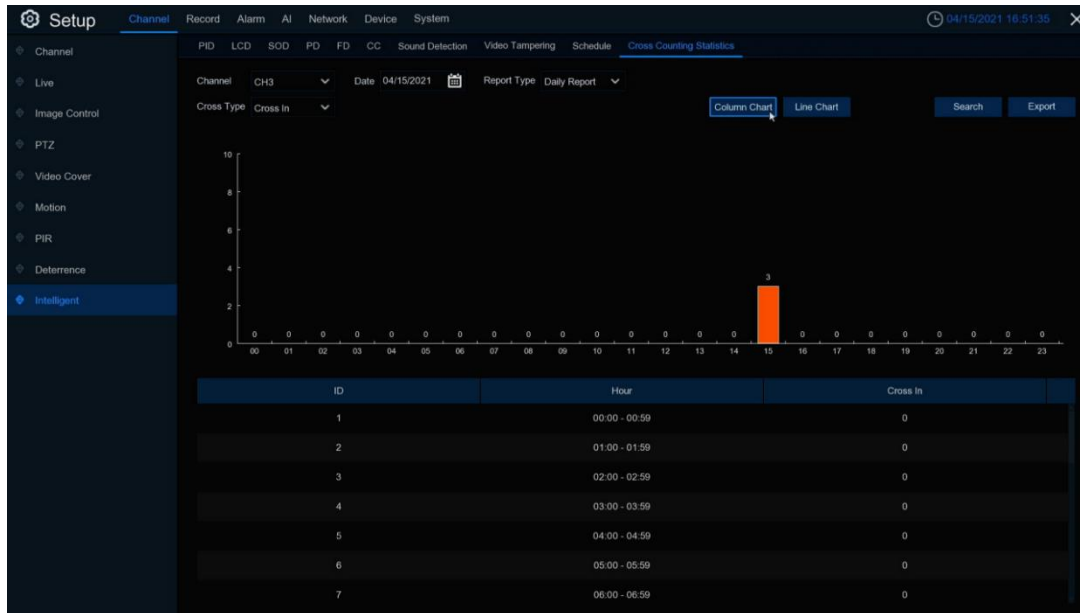 Setup Channel Record Alarm AI Network Device System 04/15/2021 16:51:35
Channel
Live
Image Control
PTZ
Video Cover
Motion
PIR
Deterrence
Intelligent
PID LCD SOD PD FD CC Sound Detection Video Tampering Schedule Cross Counting Statistics
Channel CH3 Date 04/15/2021 Report Type Daily Report
Cross Type Cross In Column Chart Line Chart Search Export
10
8
6
4
3
2
0 0 0 0 0 0 0 0 0 0 0 0 0 0 0 0 0 0 0 0 0 0 0
0
00 01 02 03 04 05 06 07 08 09 10 11 12 13 14 15 16 17 18 19 20 21 22 23
ID Hour Cross In
1 00:00 - 00:59 0
2 01:00 - 01:59 0
3 02:00 - 02:59 0
4 03:00 - 03:59 0
5 04:00 - 04:59 0
6 05:00 - 05:59 0
7 06:00 - 06:59 0